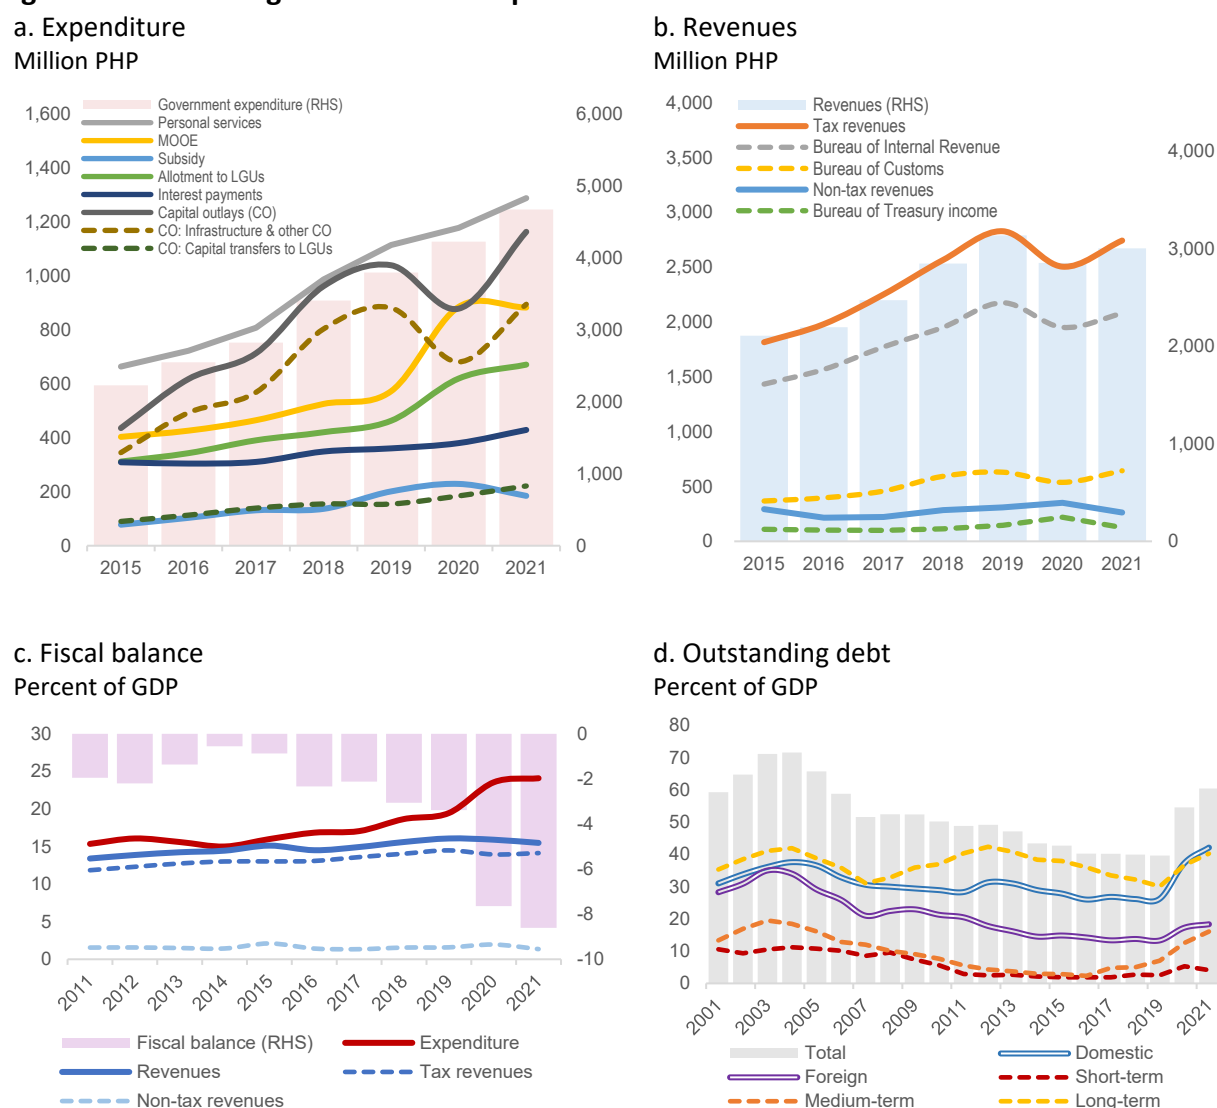 a. Expenditure
Million PHP
Government expenditure (RHS)
Personal services
MOOE
Subsidy
Allotment to LGUs
Interest payments
Capital outlays (CO)
CO: Infrastructure & other CO
CO: Capital transfers to LGUs
1,600
1,400
1,200
1,000
800
600
400
200
0
6,000
5,000
4,000
3,000
2,000
1,000
0
2015 2016 2017 2018 2019 2020 2021
b. Revenues
Million PHP
Revenues (RHS)
Tax revenues
Bureau of Internal Revenue
Bureau of Customs
Non-tax revenues
Bureau of Treasury income
4,000
3,500
3,000
2,500
2,000
1,500
1,000
500
0
4,000
3,000
2,000
1,000
0
2015 2016 2017 2018 2019 2020 2021
c. Fiscal balance
Percent of GDP
30
25
20
15
10
5
0
0
-2
-4
-6
-8
-10
2011 2012 2013 2014 2015 2016 2017 2018 2019 2020 2021
Fiscal balance (RHS)
Expenditure
Revenues
Tax revenues
Non-tax revenues
d. Outstanding debt
Percent of GDP
80
70
60
50
40
30
20
10
0
2001 2003 2005 2007 2009 2011 2013 2015 2017 2019 2021
Total
Domestic
Foreign
Short-term
Medium-term
Long-term